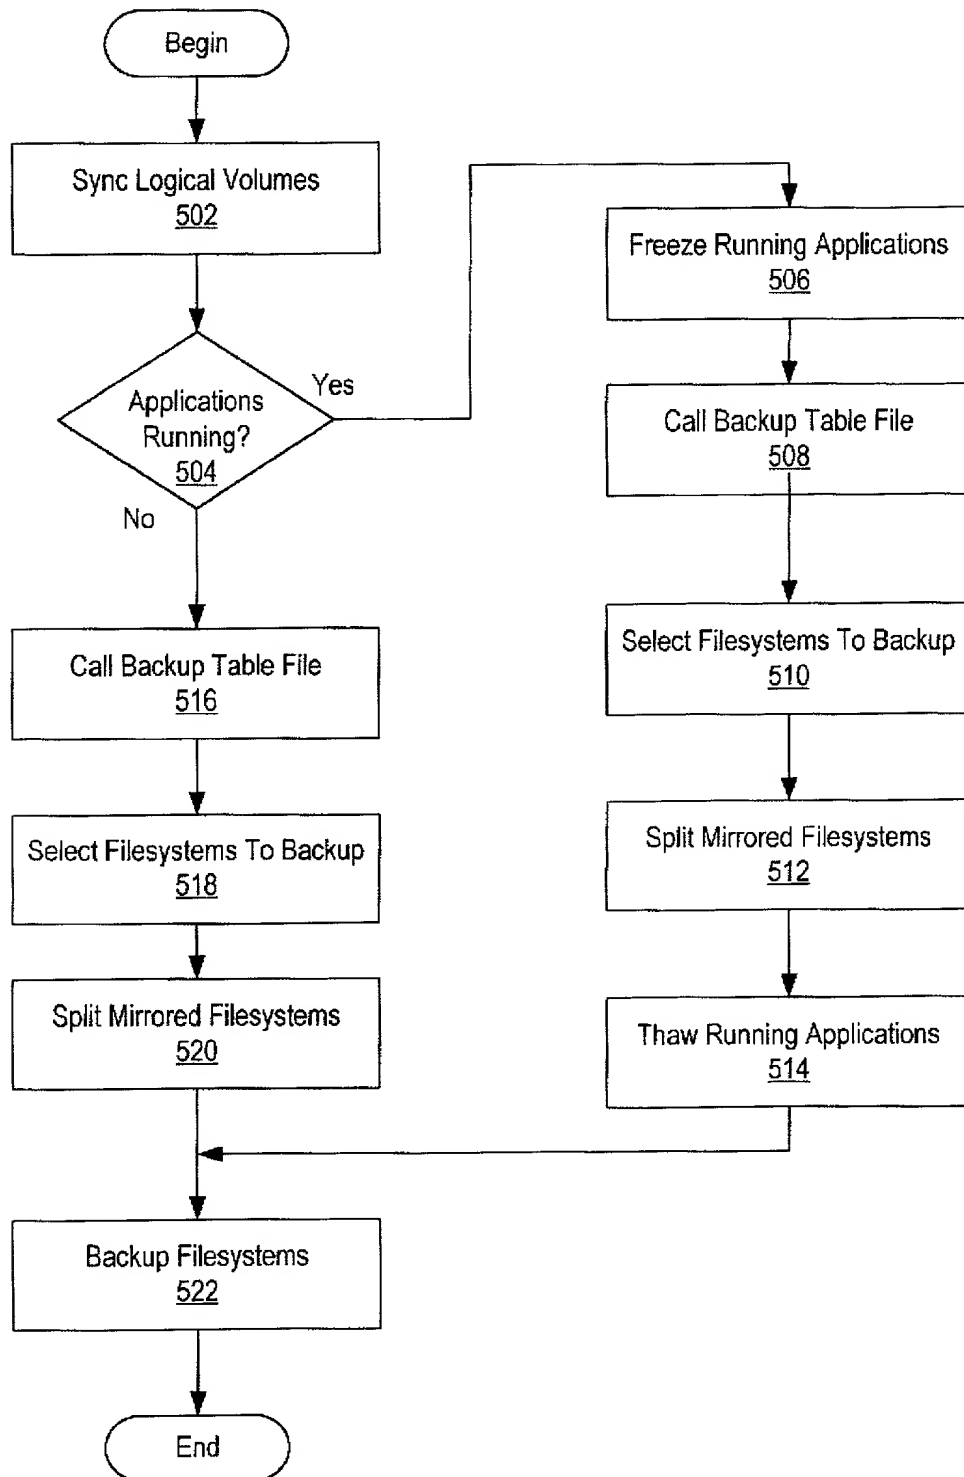 Begin
Sync Logical Volumes
502
Applications
Running?
504
Yes
No
Freeze Running Applications
506
Call Backup Table File
508
Select Filesystems To Backup
510
Split Mirrored Filesystems
512
Thaw Running Applications
514
Call Backup Table File
516
Select Filesystems To Backup
518
Split Mirrored Filesystems
520
Backup Filesystems
522
End